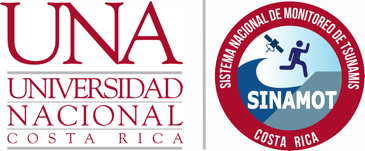 UNA
UNIVERSIDAD
NACIONAL
COSTA RICA
SISTEMA NACIONAL DE MONITOREO DE TSUNAMIS
SINAMOT
COSTA RICA